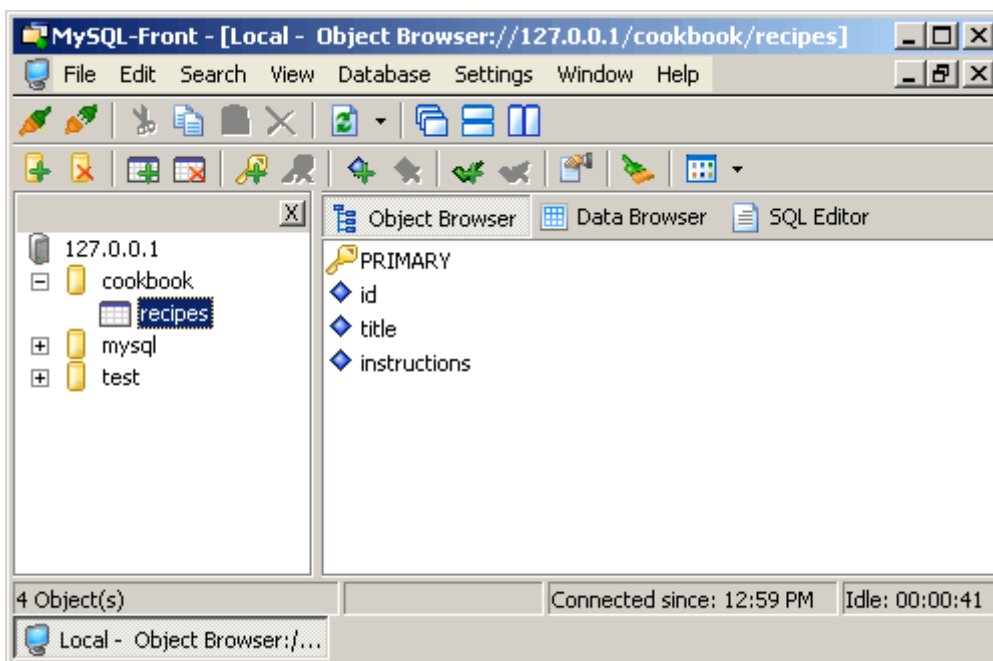 MySQL-Front - [Local -  Object Browser://127.0.0.1/cookbook/recipes]
File Edit Search View Database Settings Window Help
Object Browser Data Browser SQL Editor
127.0.0.1
cookbook
recipes
mysql
test
PRIMARY
id
title
instructions
4 Object(s) Connected since: 12:59 PM Idle: 00:00:41
Local -  Object Browser:/...